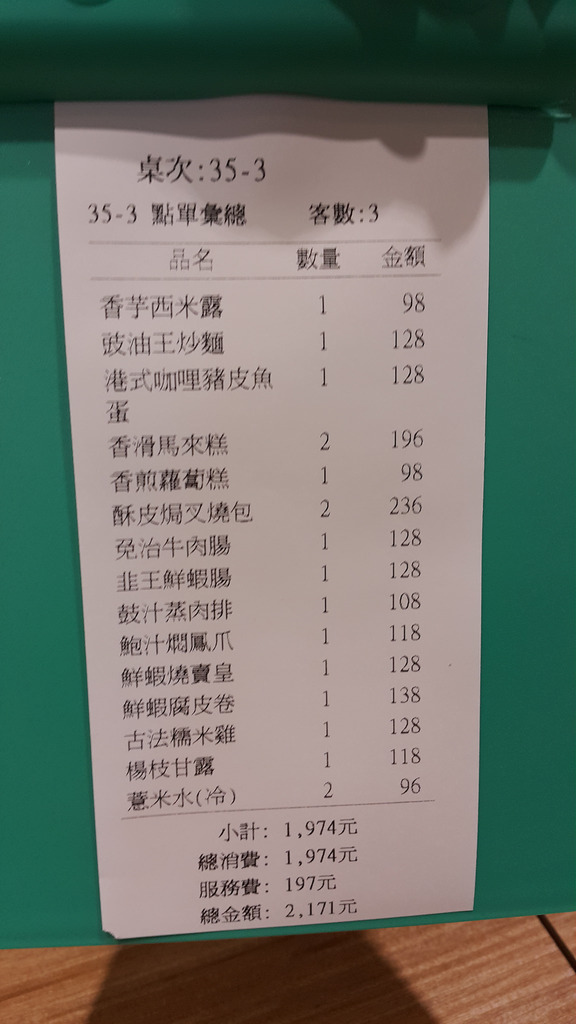 桌次:35-3
35-3 點單彙總 客數:3
品名 數量 金額
香芋西米露 1 98
豉油王炒麵 1 128
港式咖哩豬皮魚 1 128
蛋
香滑馬來糕 2 196
香煎蘿蔔糕 1 98
酥皮焗叉燒包 2 236
免治牛肉腸 1 128
韭王鮮蝦腸 1 128
豉汁蒸肉排 1 108
鮑汁燜鳳爪 1 118
鮮蝦燒賣皇 1 128
鮮蝦腐皮卷 1 138
古法糯米雞 1 128
楊枝甘露 1 118
薏米水(冷) 2 96
小計: 1,974元
總消費: 1,974元
服務費: 197元
總金額: 2,171元